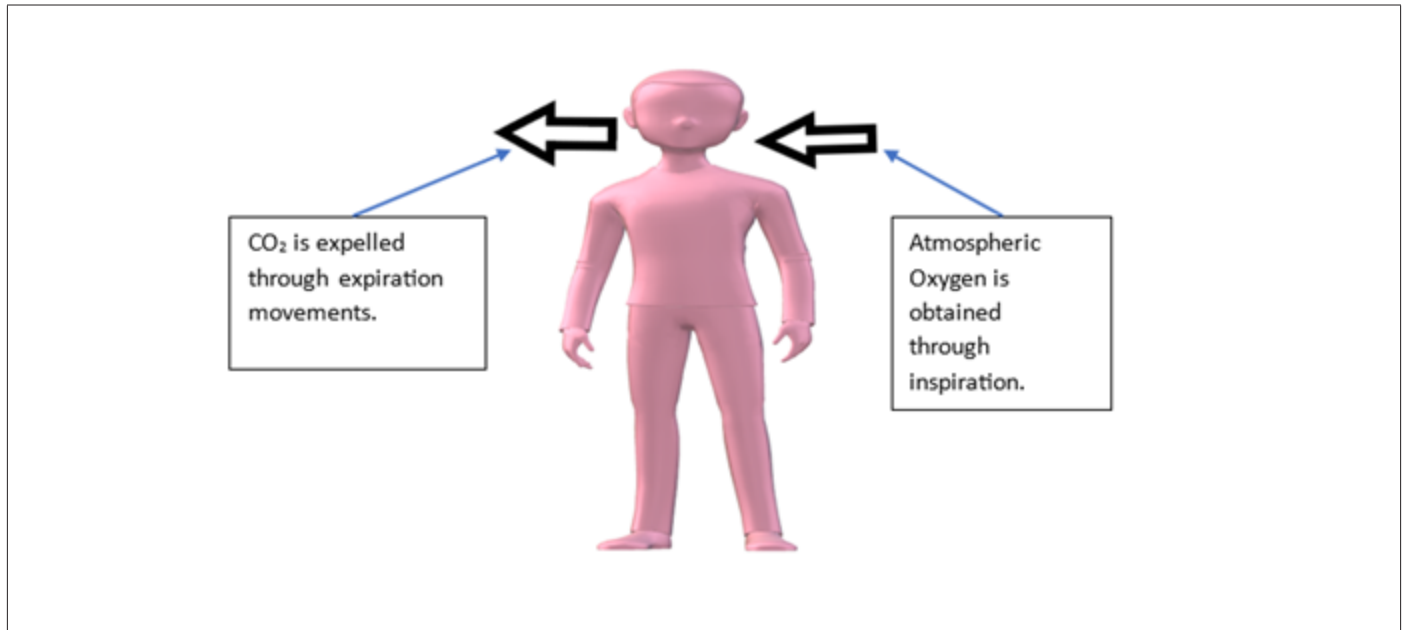 CO₂ is expelled
through expiration
movements.
Atmospheric
Oxygen is
obtained
through
inspiration.